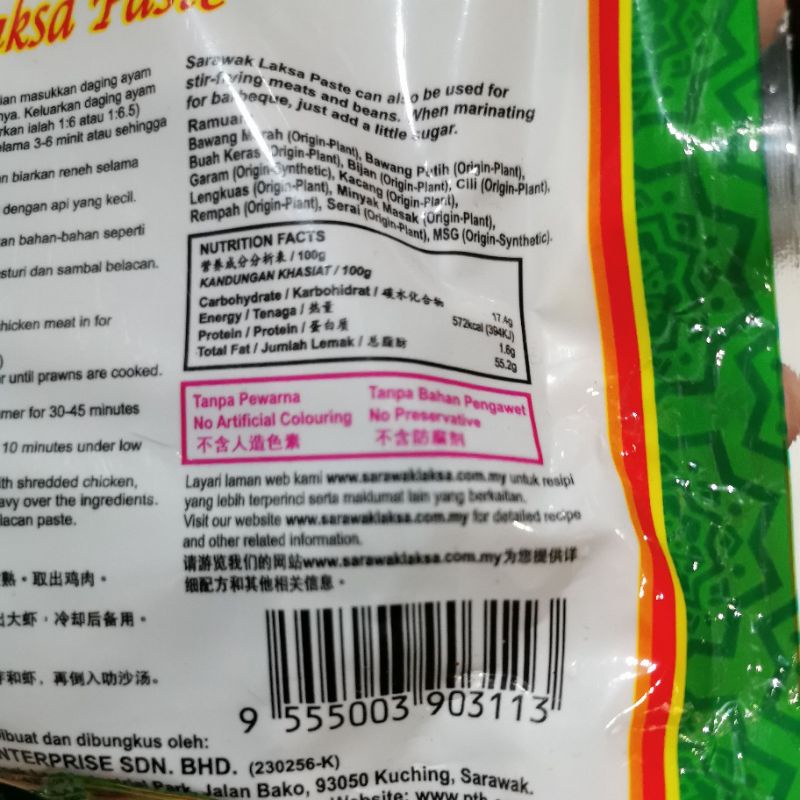 aksa Paste
ian masukkan daging ayam
nya. Keluarkan daging ayam
rkan ialah 1:6 atau 1:6.5)
elama 3-6 minit atau sehingga
n biarkan reneh selama
dengan api yang kecil.
an bahan-bahan seperti
sturi dan sambal belacan.
hicken meat in for
)
r until prawns are cooked.
mer for 30-45 minutes
10 minutes under low
ith shredded chicken,
avy over the ingredients.
lacan paste.
熟。取出鸡肉。
出大虾，冷却后备用。
和虾，再倒入叻沙汤。
Sarawak Laksa Paste can also be used for
stir-frying meats and beans. When marinating
for barbeque, just add a little sugar.
Ramuan
Bawang Merah (Origin-Plant), Bawang Putih (Origin-Plant),
Buah Keras (Origin-Plant), Bijan (Origin-Plant), Cili (Origin-Plant),
Garam (Origin-Synthetic), Kacang (Origin-Plant),
Lengkuas (Origin-Plant), Minyak Masak (Origin-Plant),
Rempah (Origin-Plant), Serai (Origin-Plant), MSG (Origin-Synthetic).
NUTRITION FACTS
营养成分分析表 / 100g
KANDUNGAN KHASIAT / 100g
Carbohydrate / Karbohidrat / 碳水化合物 17.4g
Energy / Tenaga / 热量 572kcal (394KJ)
Protein / Protein / 蛋白质 1.6g
Total Fat / Jumlah Lemak / 总脂肪 55.2g
Tanpa Pewarna
No Artificial Colouring
不含人造色素
Tanpa Bahan Pengawet
No Preservative
不含防腐剂
Layari laman web kami www.sarawaklaksa.com.my untuk resipi
yang lebih terperinci serta maklumat lain yang berkaitan.
Visit our website www.sarawaklaksa.com.my for detailed recipe
and other related information.
请游览我们的网站www.sarawaklaksa.com.my为您提供详
细配方和其他相关信息。
9 555003 903113
Dibuat dan dibungkus oleh:
NTERPRISE SDN. BHD. (230256-K)
Park, Jalan Bako, 93050 Kuching, Sarawak.
Website: www.pth